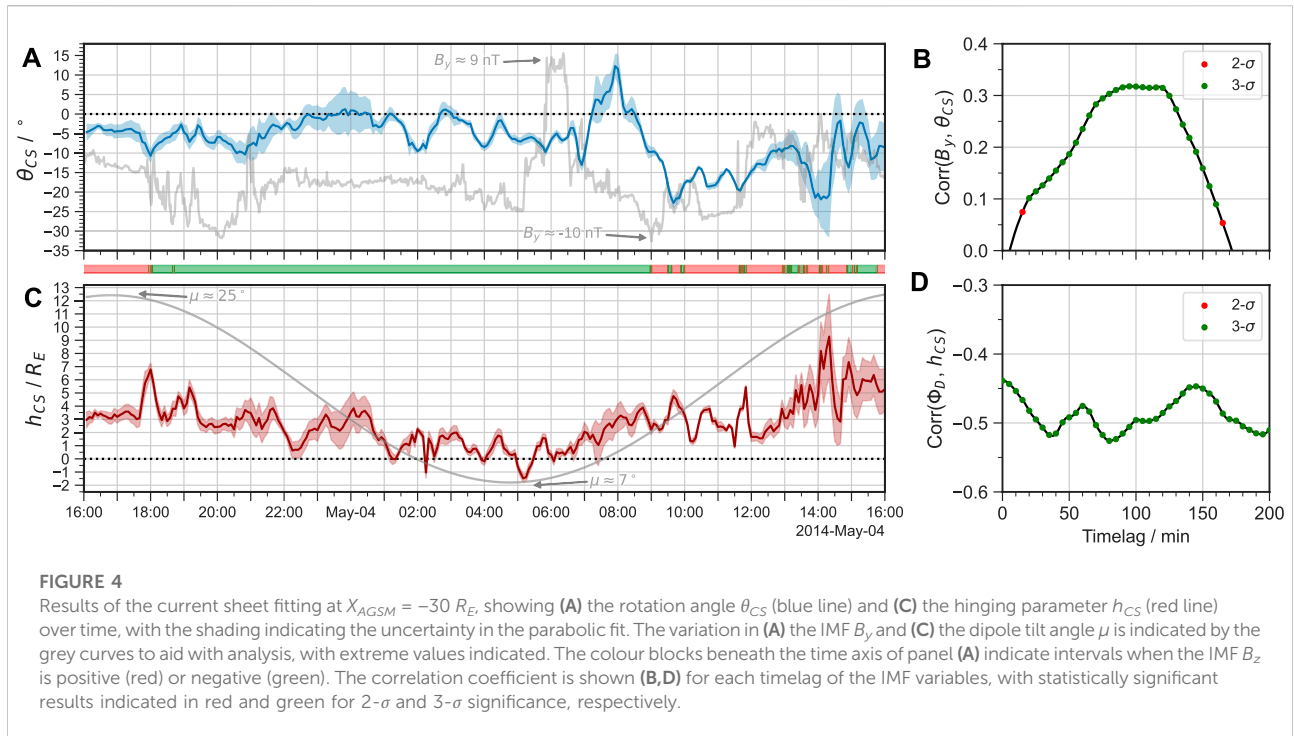 A
15
10
5
0
−5
−10
−15
−20
−25
−30
−35
θCS / °
By ≈ 9 nT
By ≈ -10 nT
B
0.4
0.3
0.2
0.1
0.0
Corr(By, θCS)
2-σ
3-σ
C
13
12
11
10
9
8
7
6
5
4
3
2
1
0
−1
−2
hCS / RE
μ ≈ 25°
μ ≈ 7°
16:00 18:00 20:00 22:00 May-04 02:00 04:00 06:00 08:00 10:00 12:00 14:00 16:00
2014-May-04
D
−0.3
−0.4
−0.5
−0.6
Corr(ΦD, hCS)
2-σ
3-σ
0 50 100 150 200
Timelag / min
FIGURE 4
Results of the current sheet fitting at XAGSM = −30 RE, showing (A) the rotation angle θCS (blue line) and (C) the hinging parameter hCS (red line)
over time, with the shading indicating the uncertainty in the parabolic fit. The variation in (A) the IMF By and (C) the dipole tilt angle μ is indicated by the
grey curves to aid with analysis, with extreme values indicated. The colour blocks beneath the time axis of panel (A) indicate intervals when the IMF Bz
is positive (red) or negative (green). The correlation coefficient is shown (B,D) for each timelag of the IMF variables, with statistically significant
results indicated in red and green for 2-σ and 3-σ significance, respectively.